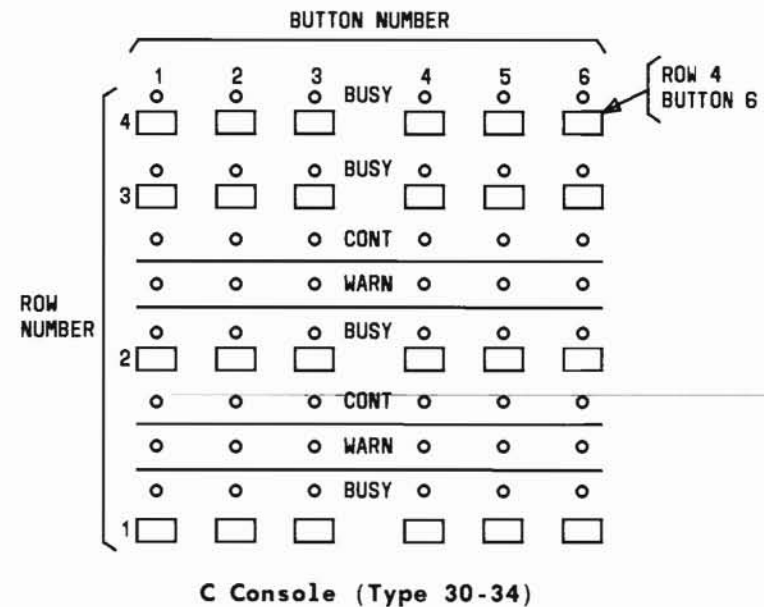 BUTTON NUMBER
1 2 3 4 5 6
BUSY
ROW 4
BUTTON 6
4
BUSY
3
CONT
WARN
ROW
NUMBER
BUSY
2
CONT
WARN
BUSY
1
C Console (Type 30-34)